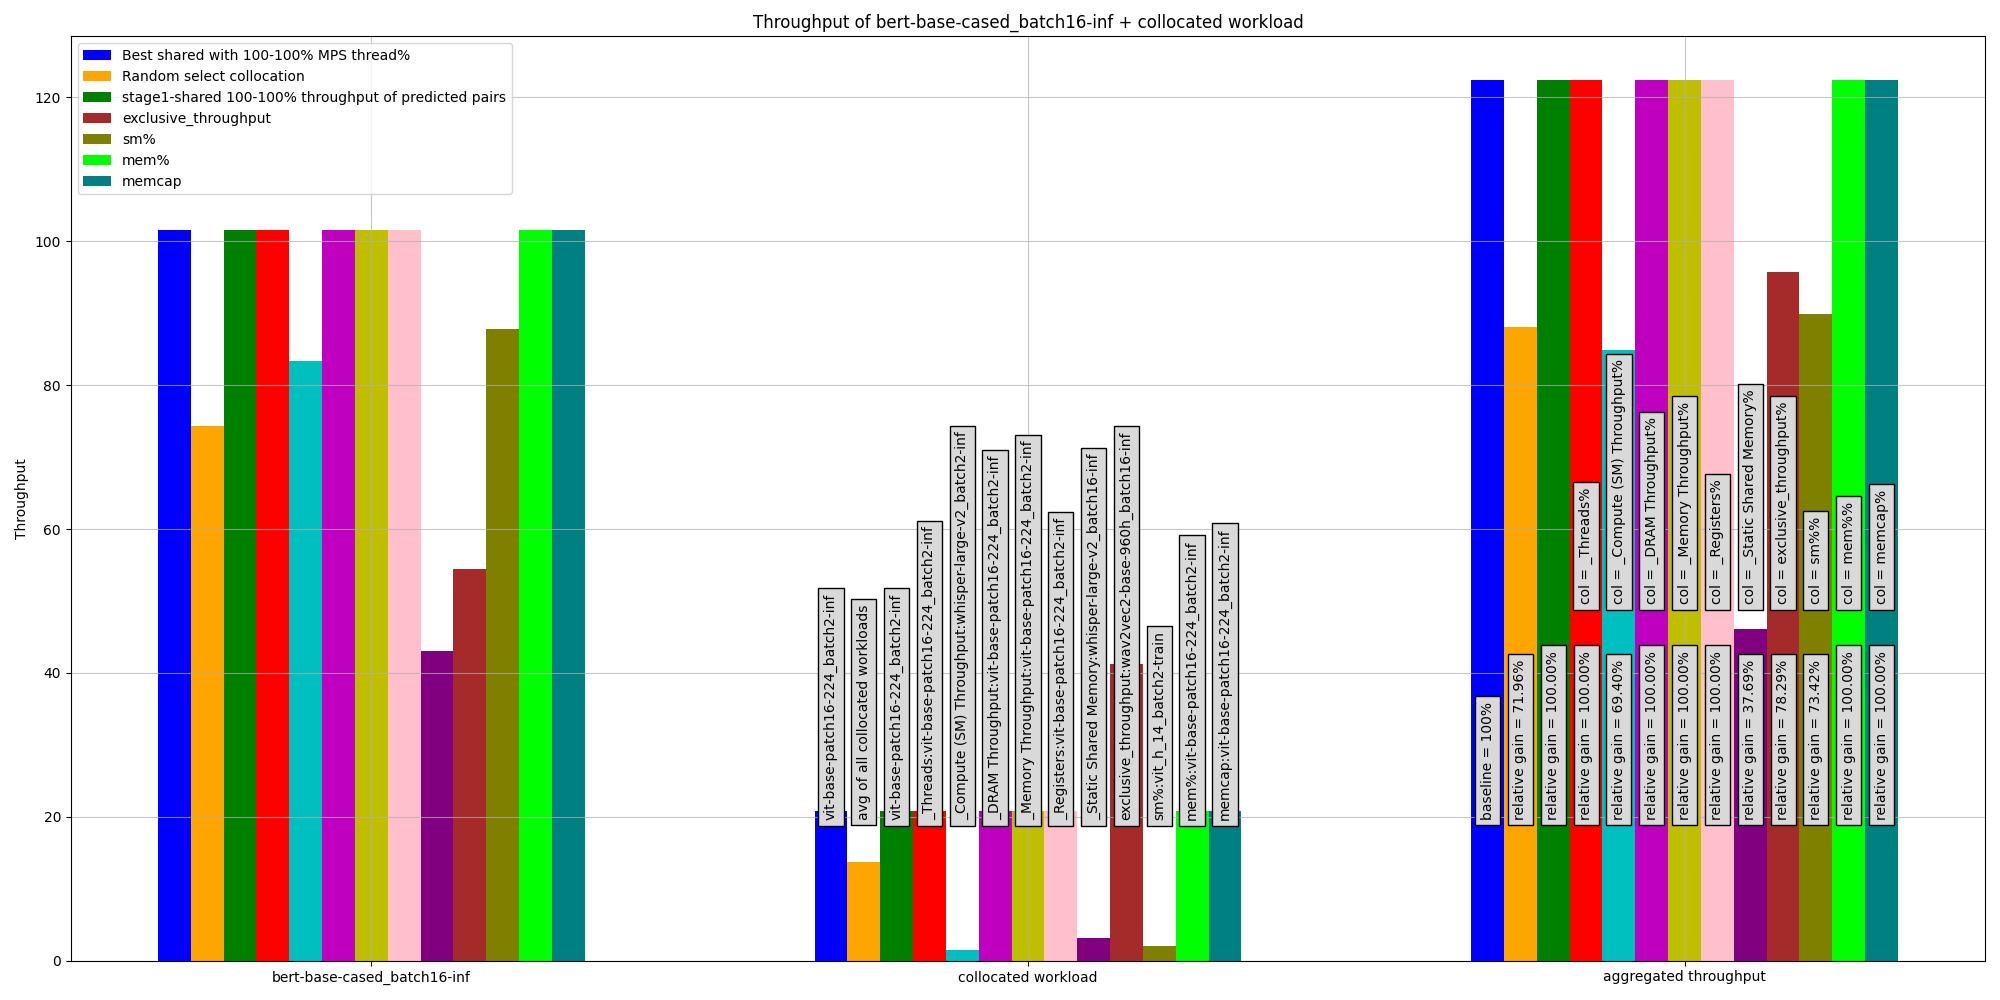 Throughput of bert-base-cased_batch16-inf + collocated workload
Best shared with 100-100% MPS thread%
Random select collocation
stage1-shared 100-100% throughput of predicted pairs
exclusive_throughput
sm%
mem%
memcap
Throughput
120
100
80
60
40
20
0
vit-base-patch16-224_batch2-inf
avg of all collocated workloads
vit-base-patch16-224_batch2-inf
_Threads:vit-base-patch16-224_batch2-inf
_Compute (SM) Throughput:whisper-large-v2_batch2-inf
_DRAM Throughput:vit-base-patch16-224_batch2-inf
_Memory Throughput:vit-base-patch16-224_batch2-inf
_Registers:vit-base-patch16-224_batch2-inf
_Static Shared Memory:whisper-large-v2_batch16-inf
exclusive_throughput:wav2vec2-base-960h_batch16-inf
sm%:vit_h_14_batch2-train
mem%:vit-base-patch16-224_batch2-inf
memcap:vit-base-patch16-224_batch2-inf
col = _Threads%
col = _Compute (SM) Throughput%
col = _DRAM Throughput%
col = _Memory Throughput%
col = _Registers%
col = _Static Shared Memory%
col = exclusive_throughput%
col = sm%%
col = mem%%
col = memcap%
baseline = 100%
relative gain = 71.96%
relative gain = 100.00%
relative gain = 100.00%
relative gain = 69.40%
relative gain = 100.00%
relative gain = 100.00%
relative gain = 100.00%
relative gain = 37.69%
relative gain = 78.29%
relative gain = 73.42%
relative gain = 100.00%
relative gain = 100.00%
bert-base-cased_batch16-inf
collocated workload
aggregated throughput